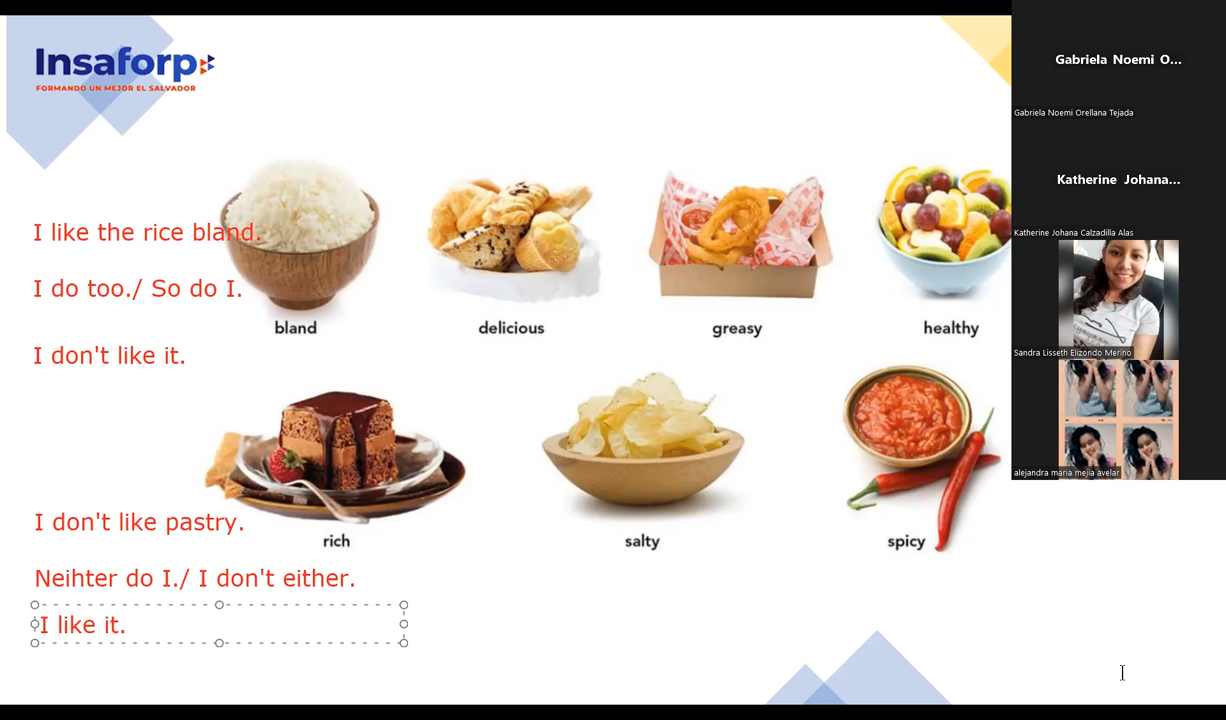 Insaforp
FORMANDO UN MEJOR EL SALVADOR
I like the rice bland.
I do too./ So do I.
I don't like it.
bland
delicious
greasy
healthy
rich
salty
spicy
I don't like pastry.
Neihter do I./ I don't either.
I like it.
Gabriela Noemi O...
Gabriela Noemi Orellana Tejada
Katherine Johana...
Katherine Johana Calzadilla Alas
Sandra Lisseth Elizondo Merino
alejandra maria mejia avelar